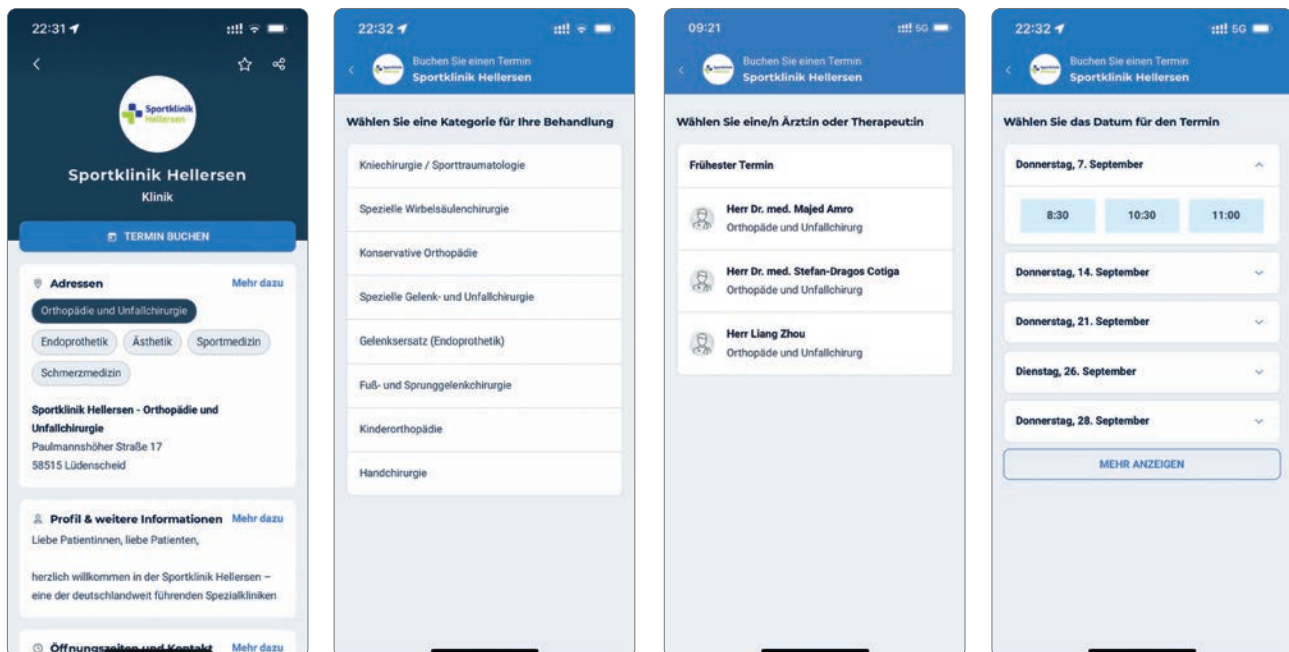 22:31
Sportklinik
Hellersen
Sportklinik Hellersen
Klinik
TERMIN BUCHEN
Adressen
Mehr dazu
Orthopädie und Unfallchirurgie
Endoprothetik
Ästhetik
Sportmedizin
Schmerzmedizin
Sportklinik Hellersen - Orthopädie und
Unfallchirurgie
Paulmannshöher Straße 17
58515 Lüdenscheid
Profil & weitere Informationen
Mehr dazu
Liebe Patientinnen, liebe Patienten,
herzlich willkommen in der Sportklinik Hellersen –
eine der deutschlandweit führenden Spezialkliniken
Öffnungszeiten und Kontakt
Mehr dazu
22:32
Buchen Sie einen Termin
Sportklinik Hellersen
Wählen Sie eine Kategorie für Ihre Behandlung
Kniechirurgie / Sporttraumatologie
Spezielle Wirbelsäulenchirurgie
Konservative Orthopädie
Spezielle Gelenk- und Unfallchirurgie
Gelenksersatz (Endoprothetik)
Fuß- und Sprunggelenkchirurgie
Kinderorthopädie
Handchirurgie
09:21
5G
Buchen Sie einen Termin
Sportklinik Hellersen
Wählen Sie eine/n Ärzt:in oder Therapeut:in
Frühester Termin
Herr Dr. med. Majed Amro
Orthopäde und Unfallchirurg
Herr Dr. med. Stefan-Dragos Cotiga
Orthopäde und Unfallchirurg
Herr Liang Zhou
Orthopäde und Unfallchirurg
22:32
5G
Buchen Sie einen Termin
Sportklinik Hellersen
Wählen Sie das Datum für den Termin
Donnerstag, 7. September
8:30
10:30
11:00
Donnerstag, 14. September
Donnerstag, 21. September
Dienstag, 26. September
Donnerstag, 28. September
MEHR ANZEIGEN